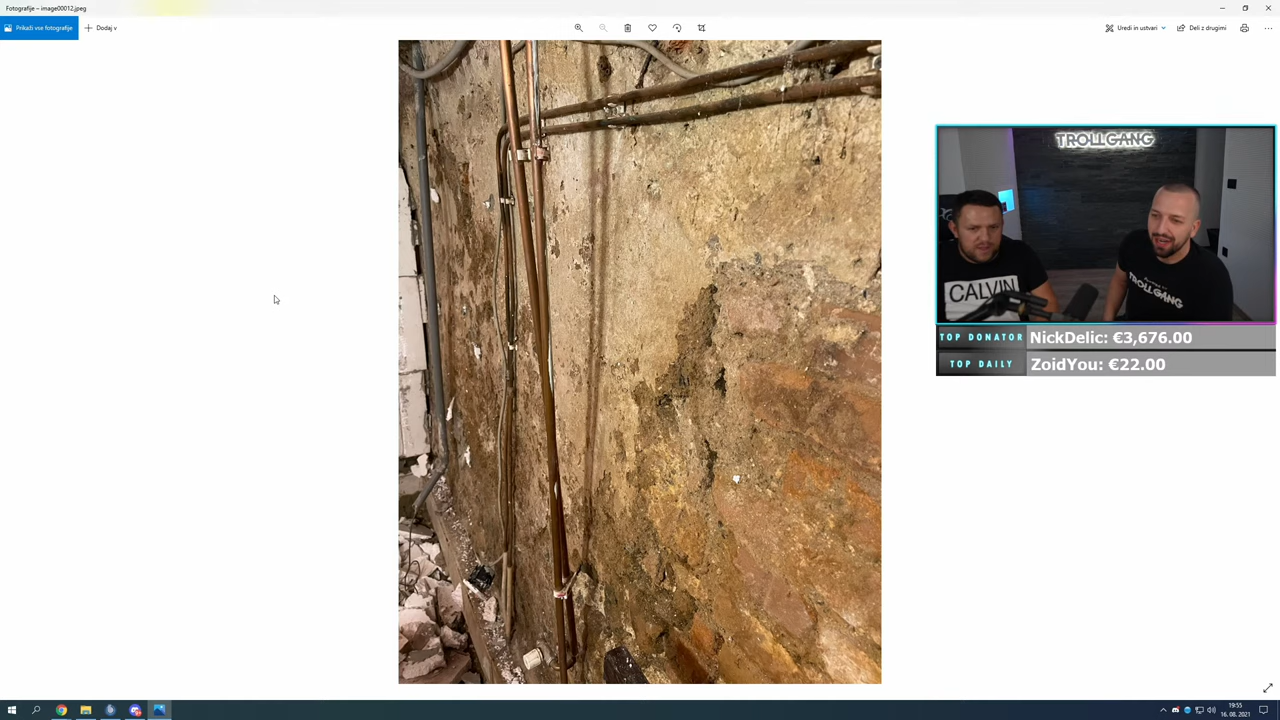 Fotografije – image00012.jpeg
Prikaži vse fotografije
Dodaj v
Uredi in ustvari
Deli z drugimi
TROLLGANG
CALVIN
TROLLGANG
TOP DONATOR NickDelic: €3,676.00
TOP DAILY ZoidYou: €22.00
19:55
16. 08. 2021